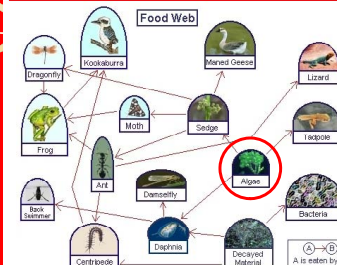 Food Web
Kookaburra
Maned Geese
Dragonfly
Lizard
Moth
Sedge
Tadpole
Frog
Ant
Algae
Damselfly
Back
Swimmer
Bacteria
Daphnia
Decayed
Material
Centipede
A B
A is eaten by